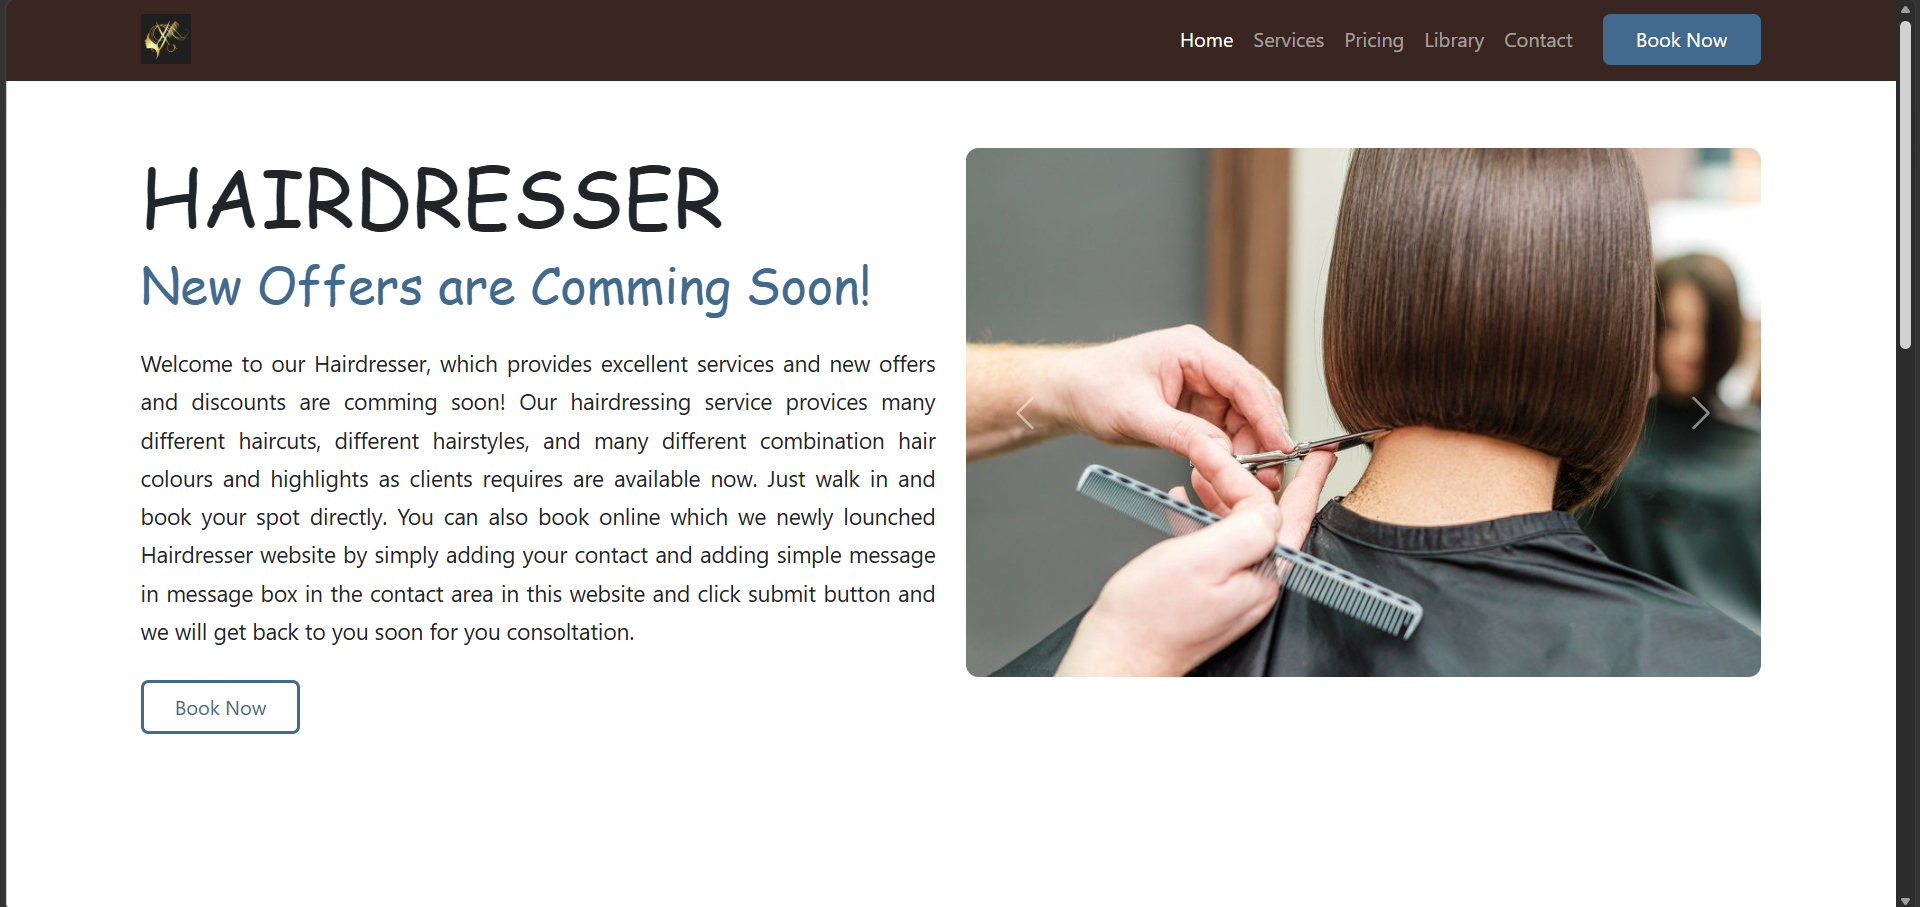 Home Services Pricing Library Contact Book Now
HAIRDRESSER
New Offers are Comming Soon!
Welcome to our Hairdresser, which provides excellent services and new offers
and discounts are comming soon! Our hairdressing service provices many
different haircuts, different hairstyles, and many different combination hair
colours and highlights as clients requires are available now. Just walk in and
book your spot directly. You can also book online which we newly lounched
Hairdresser website by simply adding your contact and adding simple message
in message box in the contact area in this website and click submit button and
we will get back to you soon for you consoltation.
Book Now